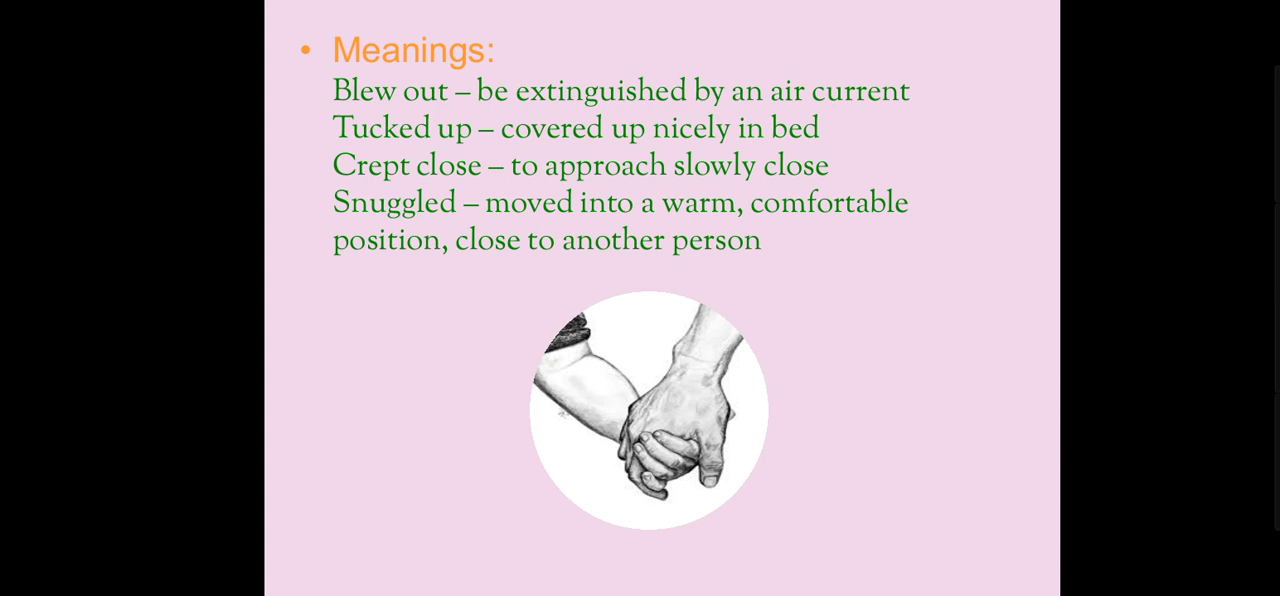 • Meanings:
Blew out – be extinguished by an air current
Tucked up – covered up nicely in bed
Crept close – to approach slowly close
Snuggled – moved into a warm, comfortable
position, close to another person